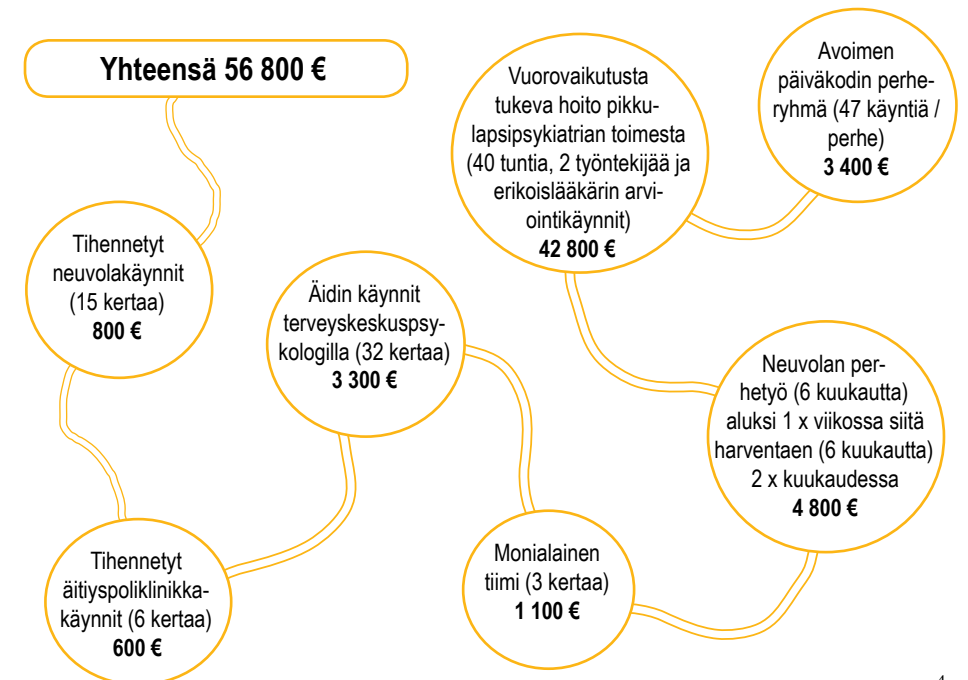 Yhteensä 56 800 €
Tihennetyt
neuvolakäynnit
(15 kertaa)
800 €
Tihennetyt
äitiyspoliklinikka-
käynnit (6 kertaa)
600 €
Äidin käynnit
terveyskeskuspsy-
kologilla (32 kertaa)
3 300 €
Monialainen
tiimi (3 kertaa)
1 100 €
Neuvolan per-
hetyö (6 kuukautta)
aluksi 1 x viikossa siitä
harventaen (6 kuukautta)
2 x kuukaudessa
4 800 €
Vuorovaikutusta
tukeva hoito pikku-
lapsipsykiatrian toimesta
(40 tuntia, 2 työntekijää ja
erikoislääkärin arvi-
ointikäynnit)
42 800 €
Avoimen
päiväkodin perhe-
ryhmä (47 käyntiä /
perhe)
3 400 €